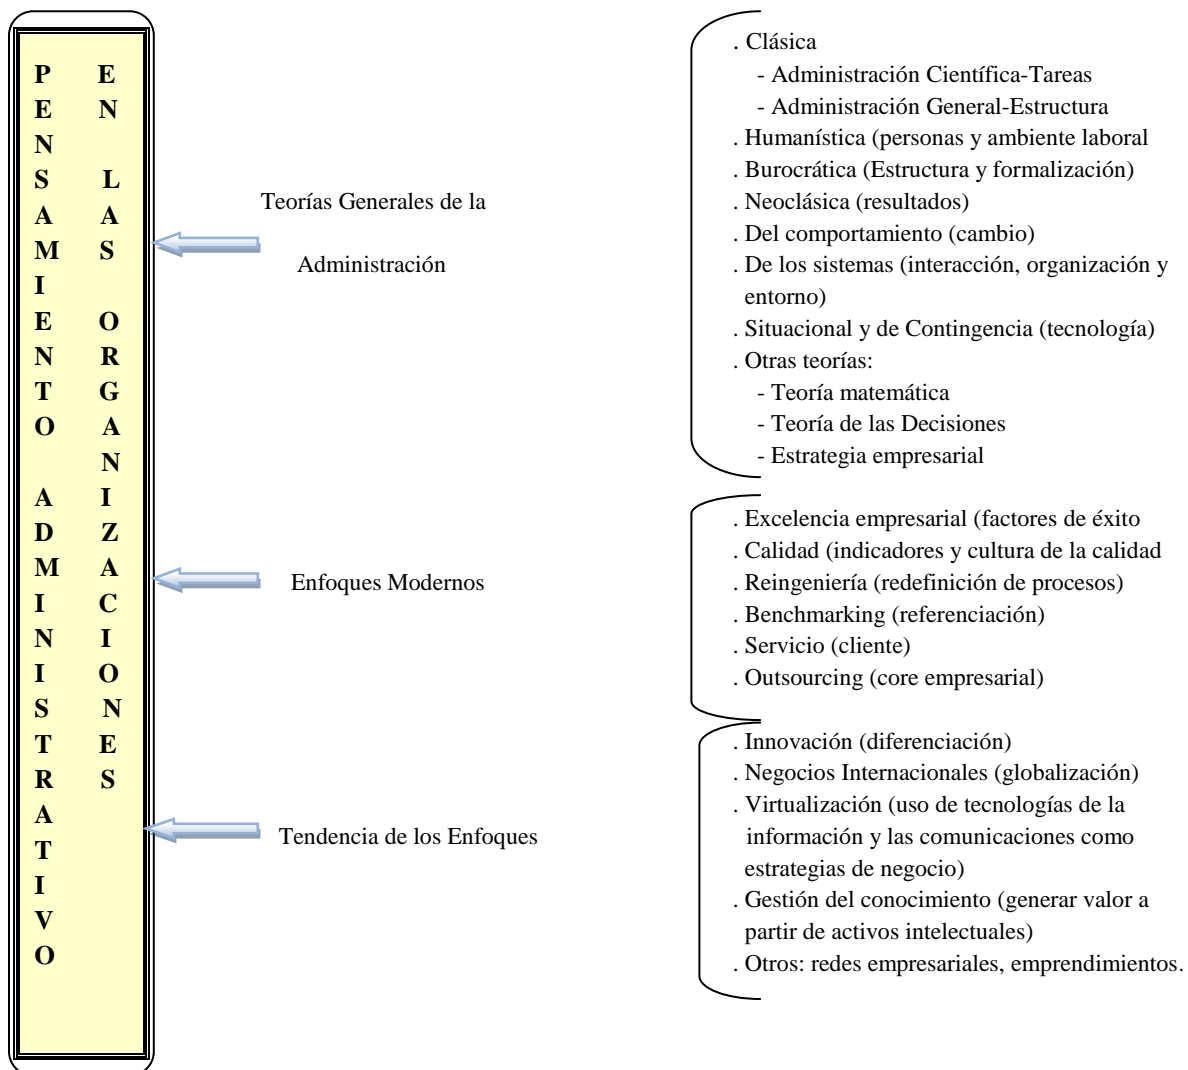 PENSAMIENTO ADMINISTRATIVO
EN LAS ORGANIZACIONES
Teorías Generales de la
Administración
. Clásica
- Administración Científica-Tareas
- Administración General-Estructura
. Humanística (personas y ambiente laboral
. Burocrática (Estructura y formalización)
. Neoclásica (resultados)
. Del comportamiento (cambio)
. De los sistemas (interacción, organización y
entorno)
. Situacional y de Contingencia (tecnología)
. Otras teorías:
- Teoría matemática
- Teoría de las Decisiones
- Estrategia empresarial
Enfoques Modernos
. Excelencia empresarial (factores de éxito
. Calidad (indicadores y cultura de la calidad
. Reingeniería (redefinición de procesos)
. Benchmarking (referenciación)
. Servicio (cliente)
. Outsourcing (core empresarial)
Tendencia de los Enfoques
. Innovación (diferenciación)
. Negocios Internacionales (globalización)
. Virtualización (uso de tecnologías de la
información y las comunicaciones como
estrategias de negocio)
. Gestión del conocimiento (generar valor a
partir de activos intelectuales)
. Otros: redes empresariales, emprendimientos.